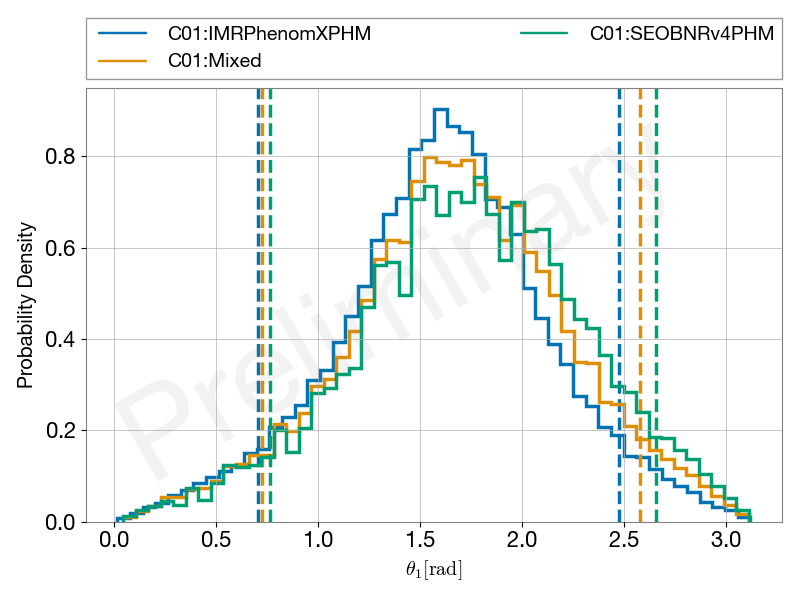 C01:IMRPhenomXPHM
C01:Mixed
C01:SEOBNRv4PHM
Preliminary
Probability Density
0.8
0.6
0.4
0.2
0.0
0.0 0.5 1.0 1.5 2.0 2.5 3.0
θ₁[rad]